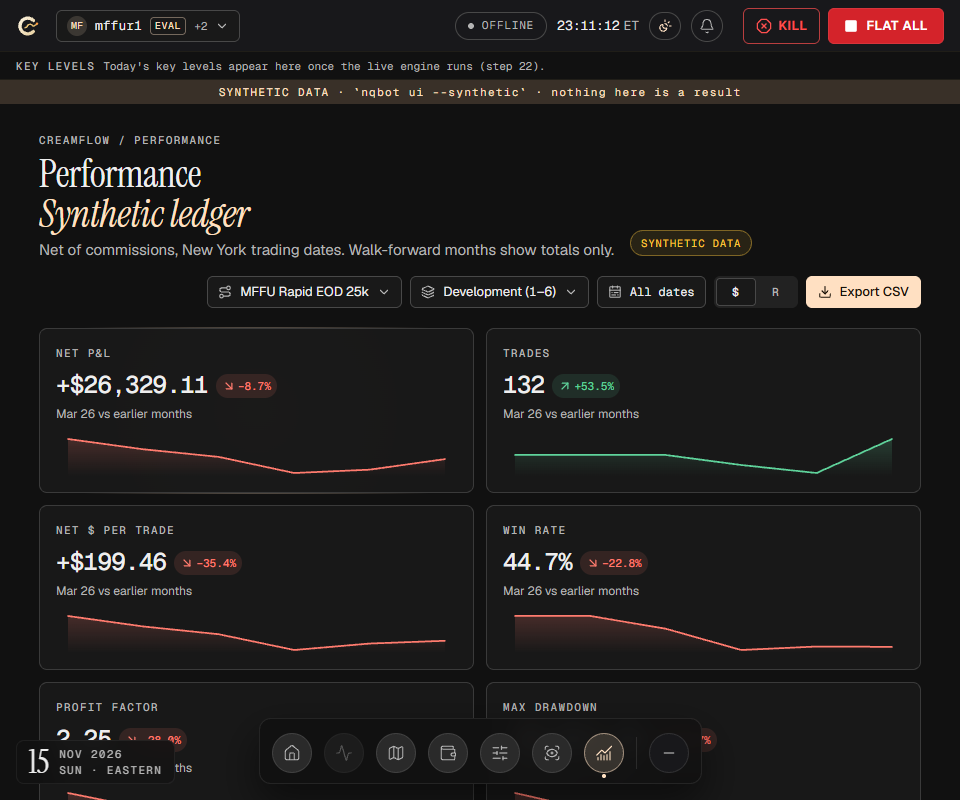 MF mffur1 EVAL +2
OFFLINE
23:11:12 ET
KILL
FLAT ALL
KEY LEVELS Today's key levels appear here once the live engine runs (step 22).
SYNTHETIC DATA · `nqbot ui --synthetic` · nothing here is a result
CREAMFLOW / PERFORMANCE
Performance
Synthetic ledger
Net of commissions, New York trading dates. Walk-forward months show totals only.
SYNTHETIC DATA
MFFU Rapid EOD 25k
Development (1–6)
All dates
$
R
Export CSV
NET P&L
+$26,329.11
-8.7%
Mar 26 vs earlier months
TRADES
132
+53.5%
Mar 26 vs earlier months
NET $ PER TRADE
+$199.46
-35.4%
Mar 26 vs earlier months
WIN RATE
44.7%
-22.8%
Mar 26 vs earlier months
PROFIT FACTOR
MAX DRAWDOWN
15
NOV 2026
SUN · EASTERN